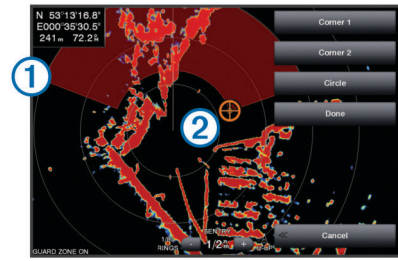 N 53°13'16.8"
E000°35'30.5"
241m 72.2
Corner 1
Corner 2
Circle
Done
1
2
SENTRY
RINGS - 1/2 +
GUARD ZONE ON
Cancel